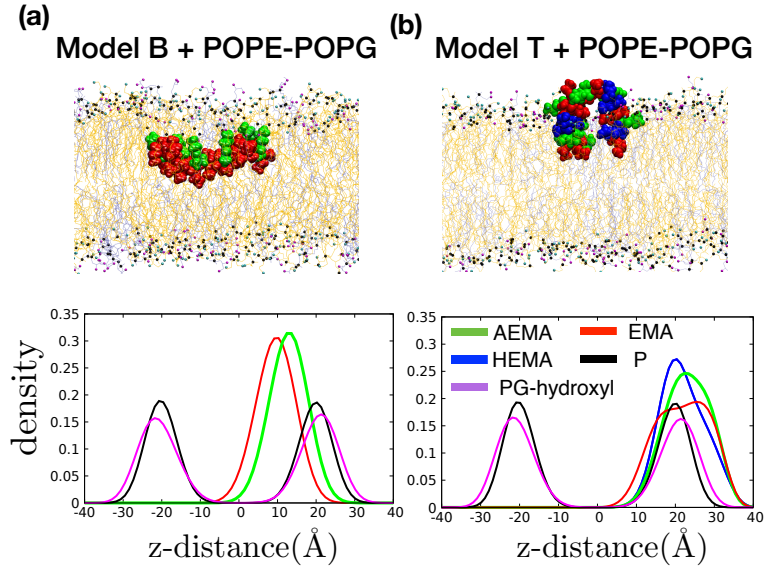 (a)
Model B + POPE-POPG
(b)
Model T + POPE-POPG
density
0.35
0.3
0.25
0.2
0.15
0.1
0.05
0
-40 -30 -20 -10 0 10 20 30 40
z-distance(Å)
0.35
0.3
0.25
0.2
0.15
0.1
0.05
0
AEMA EMA
HEMA P
PG-hydroxyl
-40 -30 -20 -10 0 10 20 30 40
z-distance(Å)